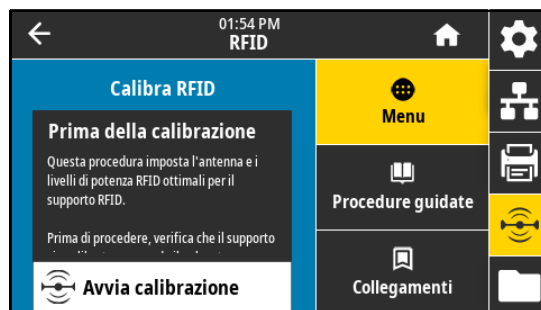 01:54 PM
RFID
Calibra RFID
Prima della calibrazione
Questa procedura imposta l'antenna e i
livelli di potenza RFID ottimali per il
supporto RFID.
Prima di procedere, verifica che il supporto
Avvia calibrazione
Menu
Procedure guidate
Collegamenti